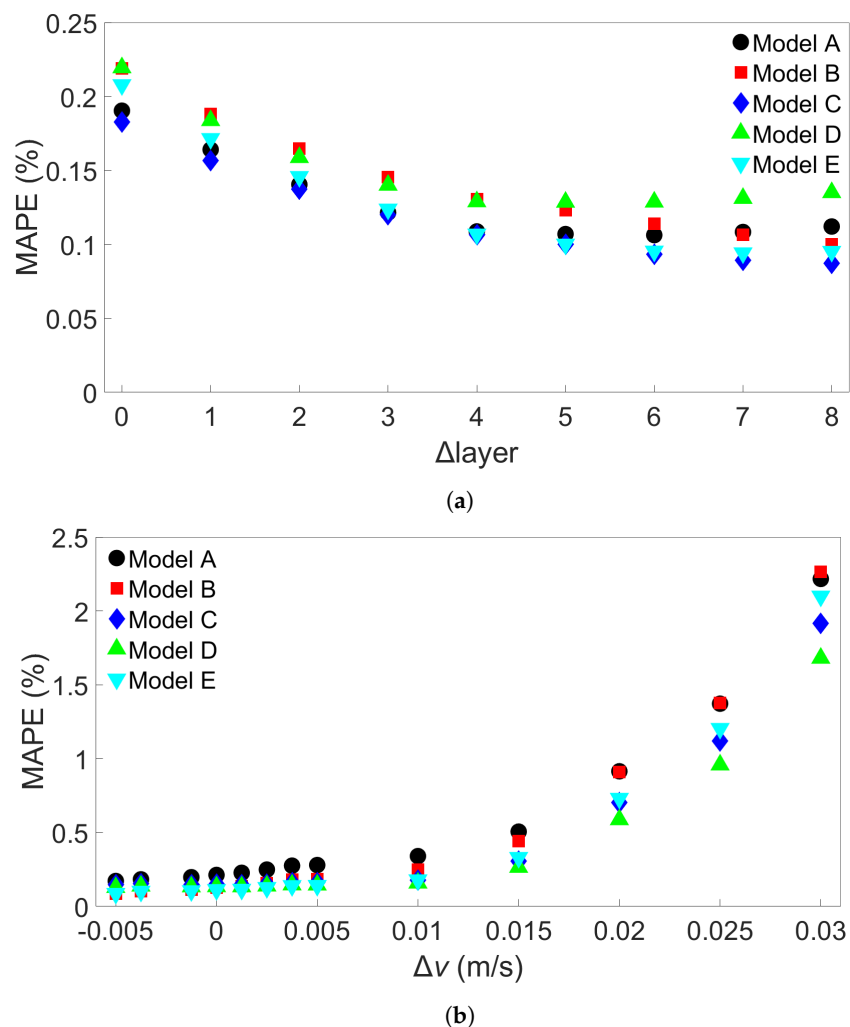 0.25
0.2
0.15
0.1
0.05
0
MAPE (%)
Model A
Model B
Model C
Model D
Model E
0 1 2 3 4 5 6 7 8
Δlayer
(a)
2.5
2
1.5
1
0.5
0
MAPE (%)
Model A
Model B
Model C
Model D
Model E
-0.005 0 0.005 0.01 0.015 0.02 0.025 0.03
Δv (m/s)
(b)